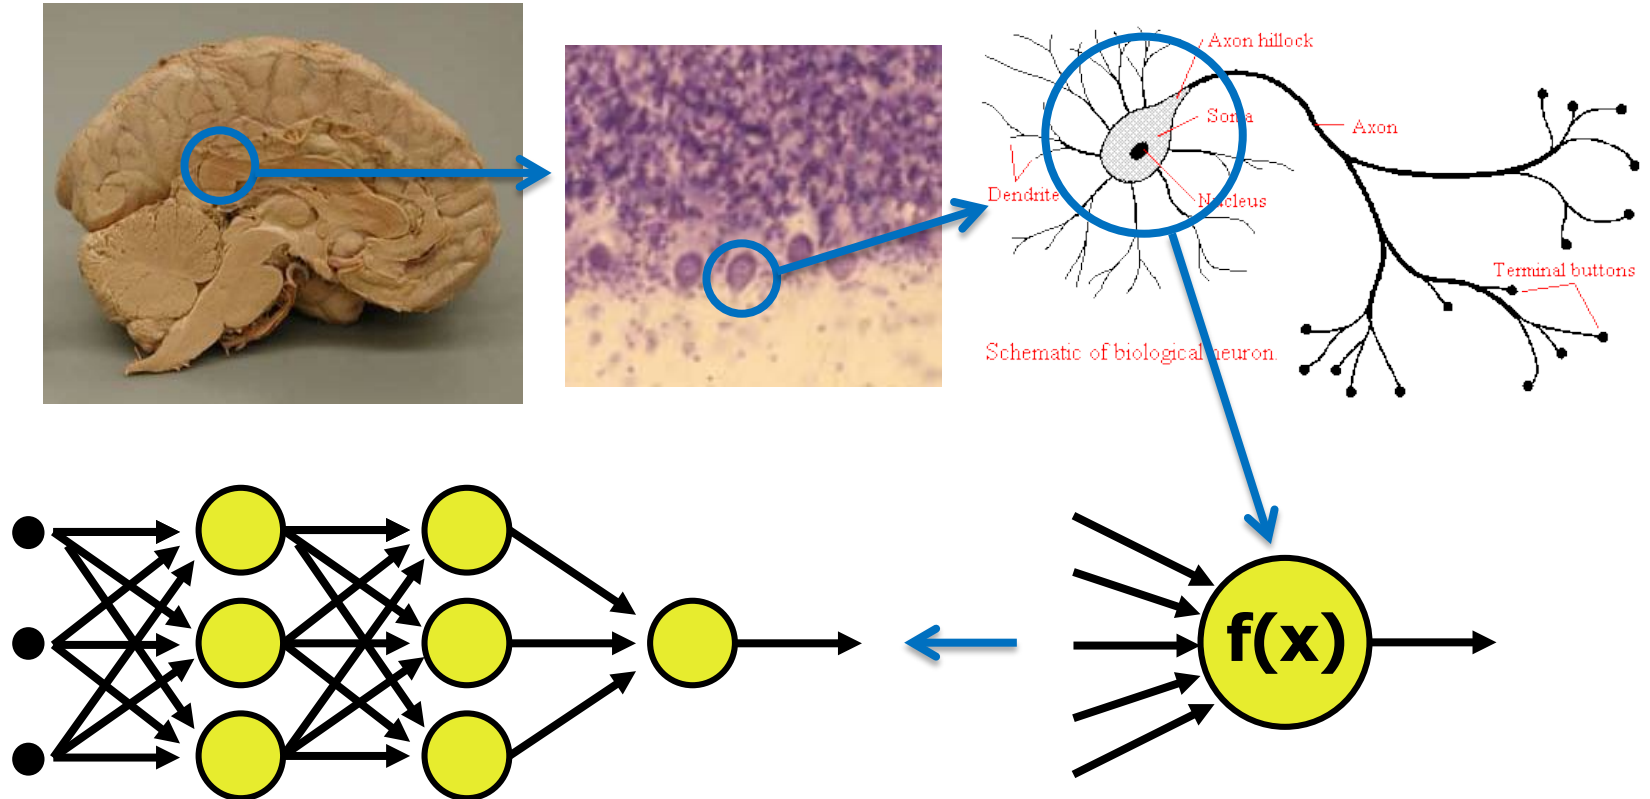 Axon hillock
Soma
Axon
Dendrite
Nucleus
Terminal buttons
Schematic of biological neuron.
f(x)